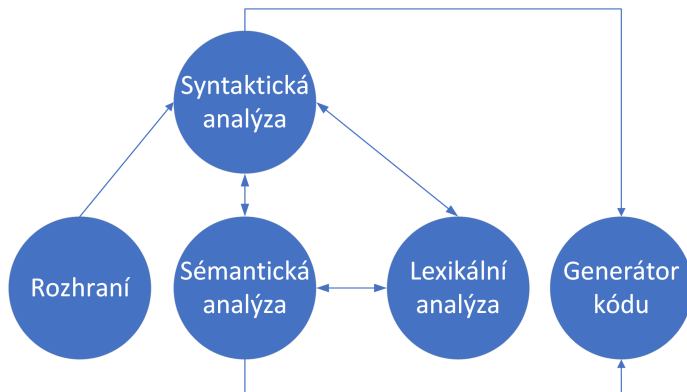 Syntaktická
analýza
Rozhraní
Sémantická
analýza
Lexikální
analýza
Generátor
kódu